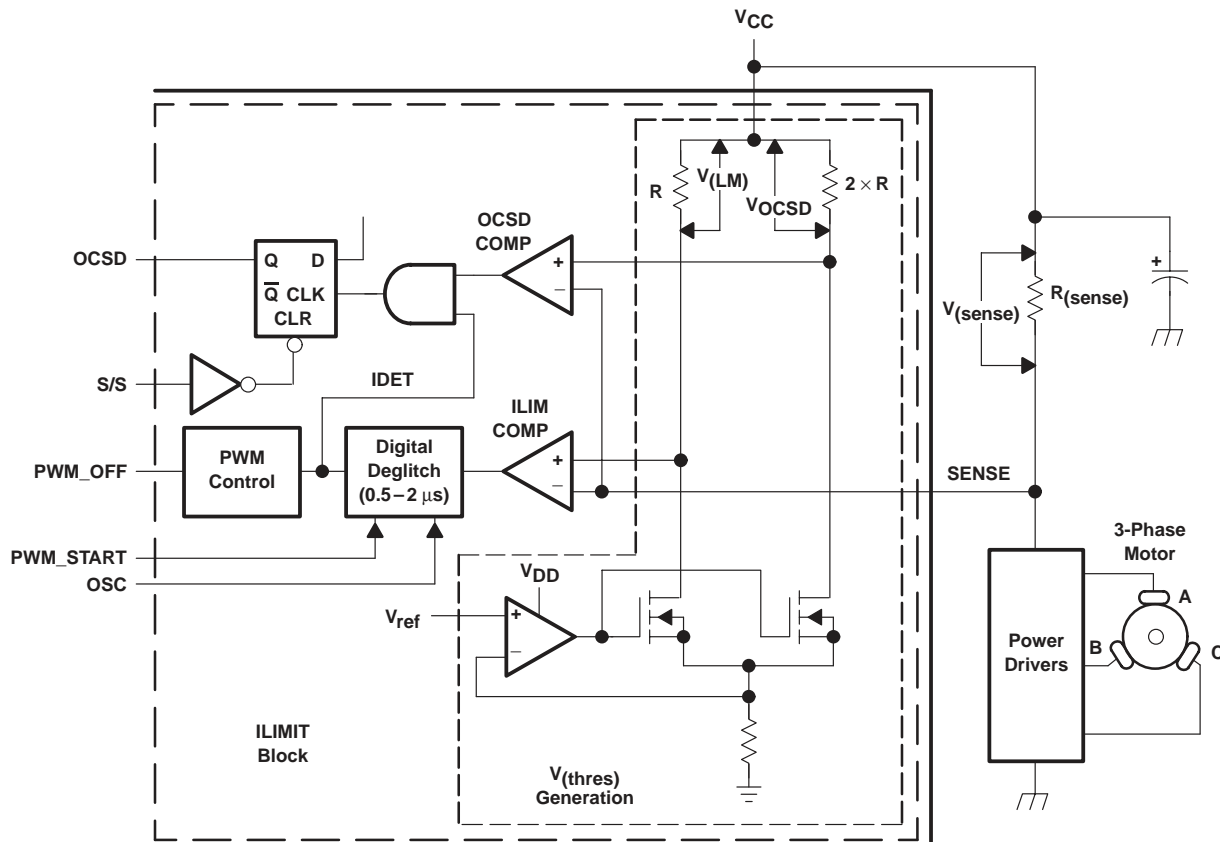 VCC
R
V(LM)
VOCSD
2 × R
OCSD
COMP
OCSD
Q
D
Q̅
CLK
CLR
+
−
+
V(sense)
R(sense)
S/S
IDET
ILIM
COMP
PWM_OFF
PWM
Control
Digital
Deglitch
(0.5−2 μs)
+
−
SENSE
PWM_START
OSC
3-Phase
Motor
VDD
Vref
+
−
A
B
C
Power
Drivers
ILIMIT
Block
V(thres)
Generation